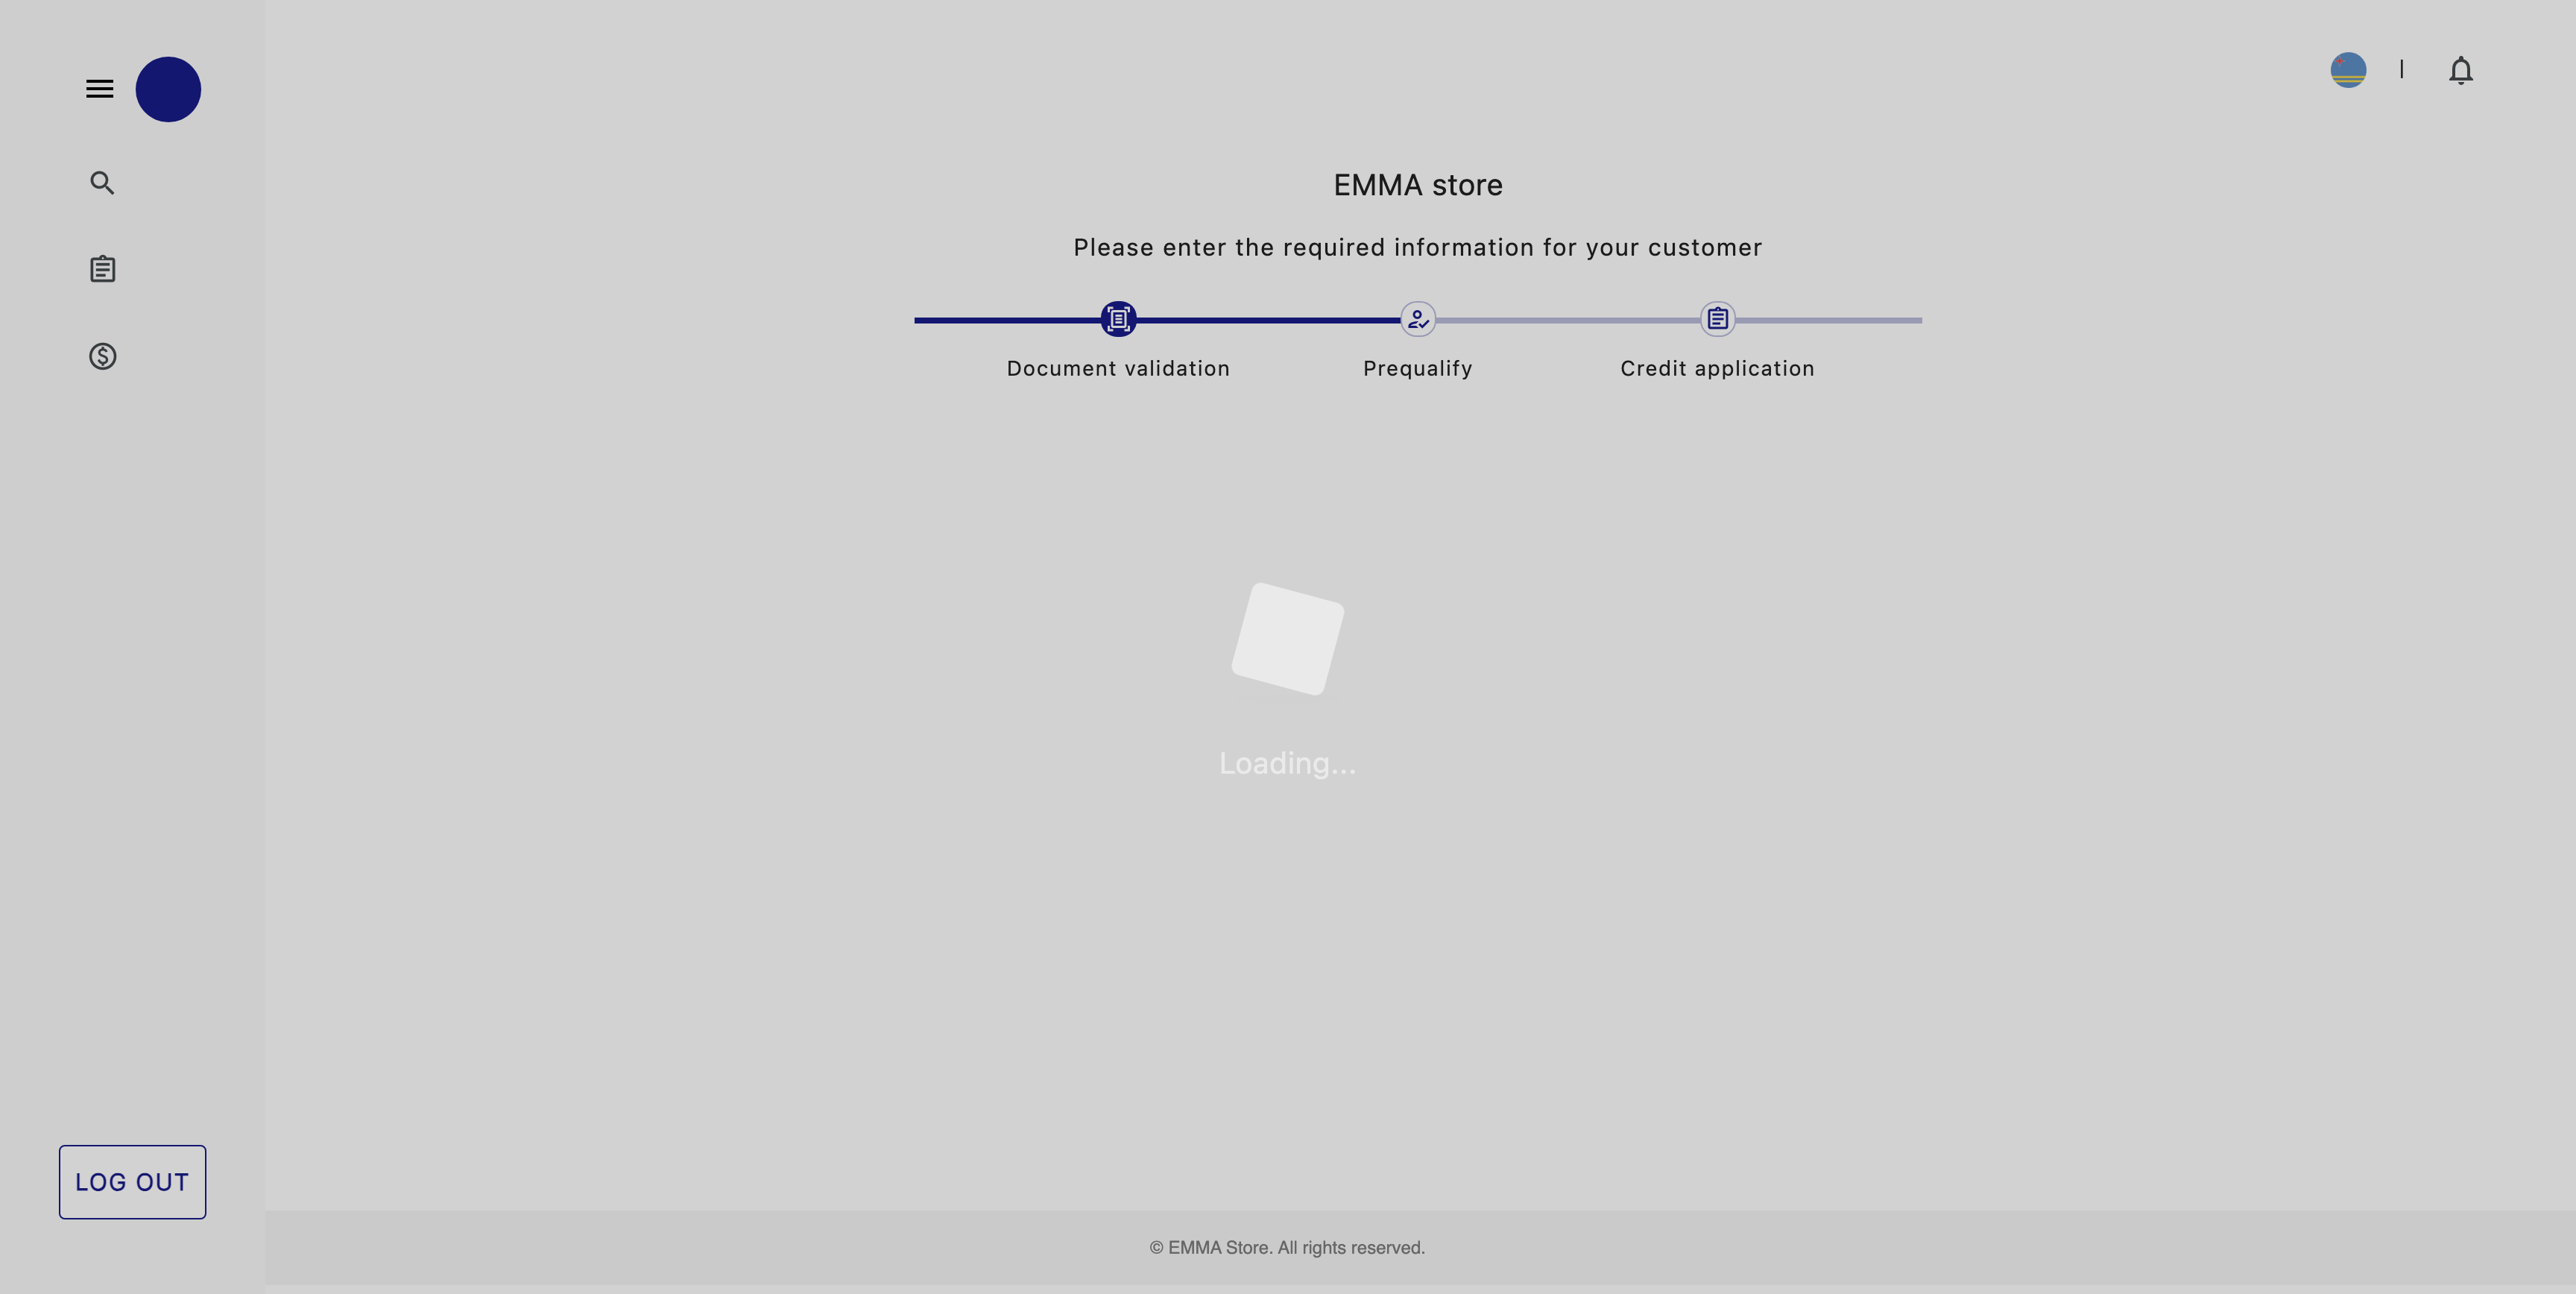 EMMA store
Please enter the required information for your customer
Document validation
Prequalify
Credit application
Loading...
LOG OUT
© EMMA Store. All rights reserved.